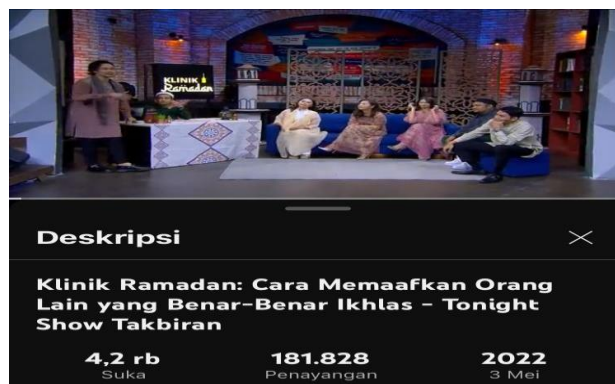 KLINIK
Ramadan
Deskripsi
Klinik Ramadan: Cara Memaafkan Orang
Lain yang Benar-Benar Ikhlas - Tonight
Show Takbiran
4,2 rb 181.828 2022
Suka Penayangan 3 Mei